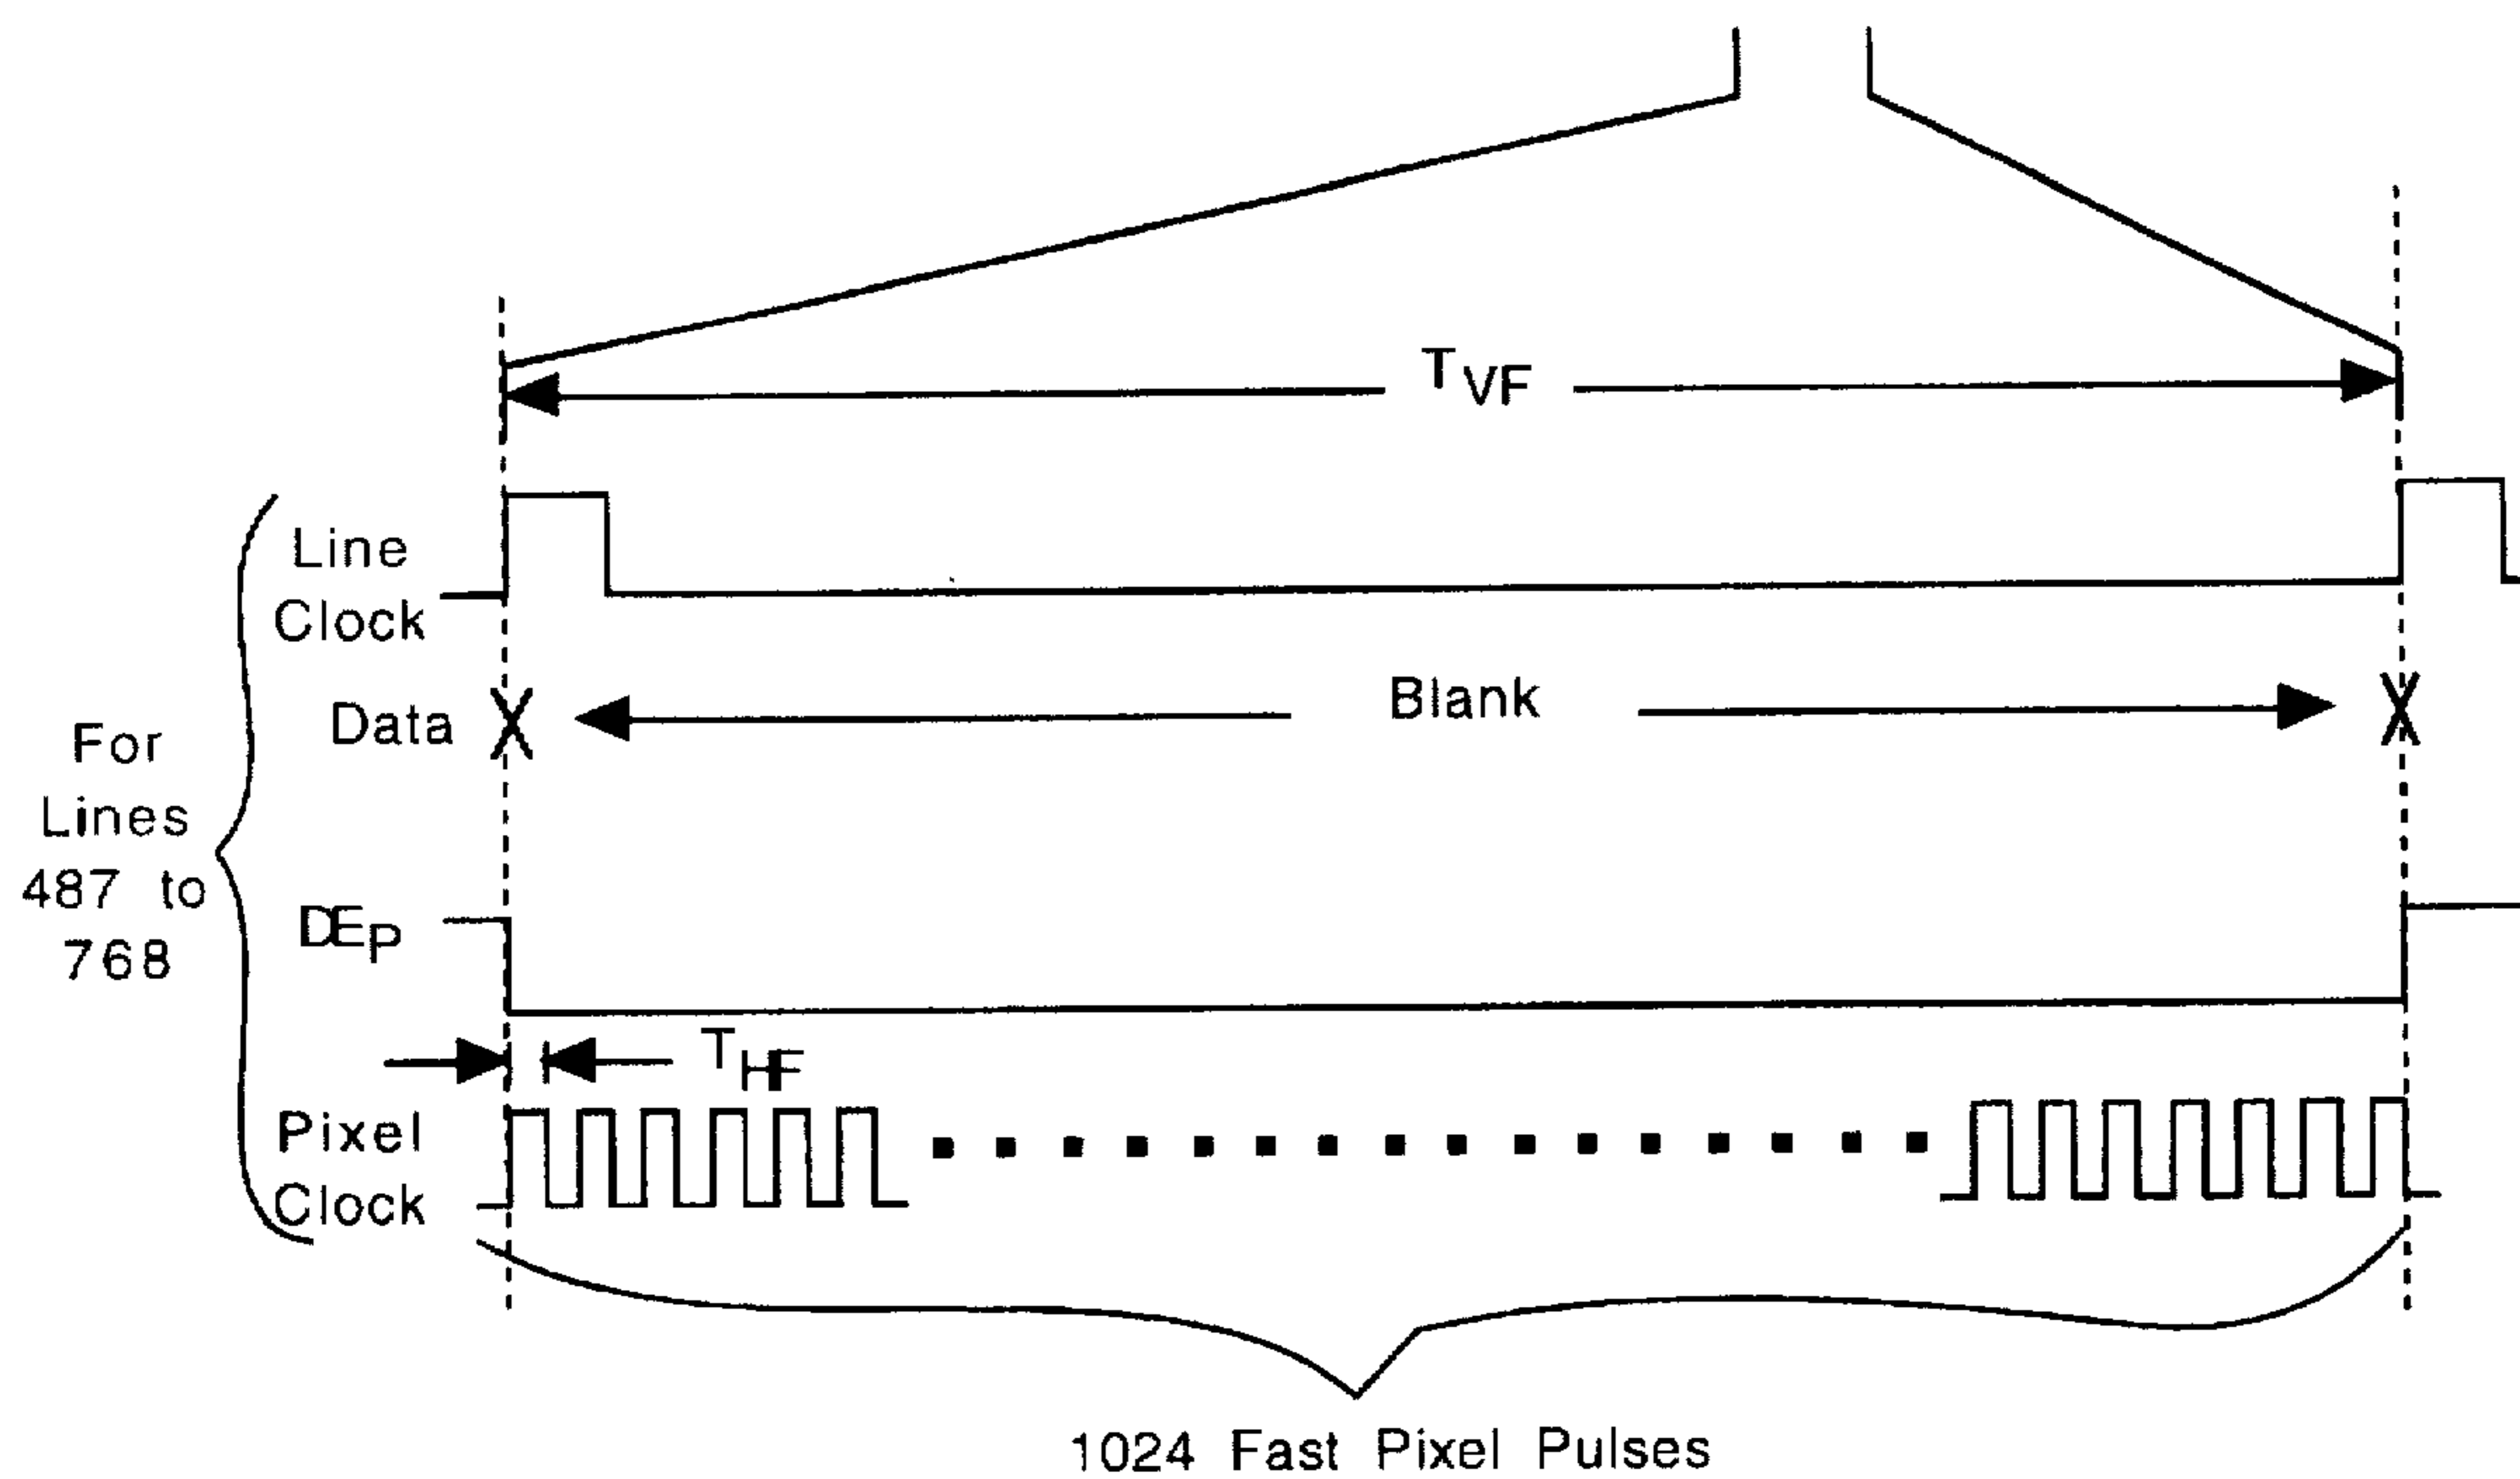 TVF
Line
Clock
Data
Blank
For
Lines
487 to
768
DEP
THF
Pixel
Clock
1024 Fast Pixel Pulses